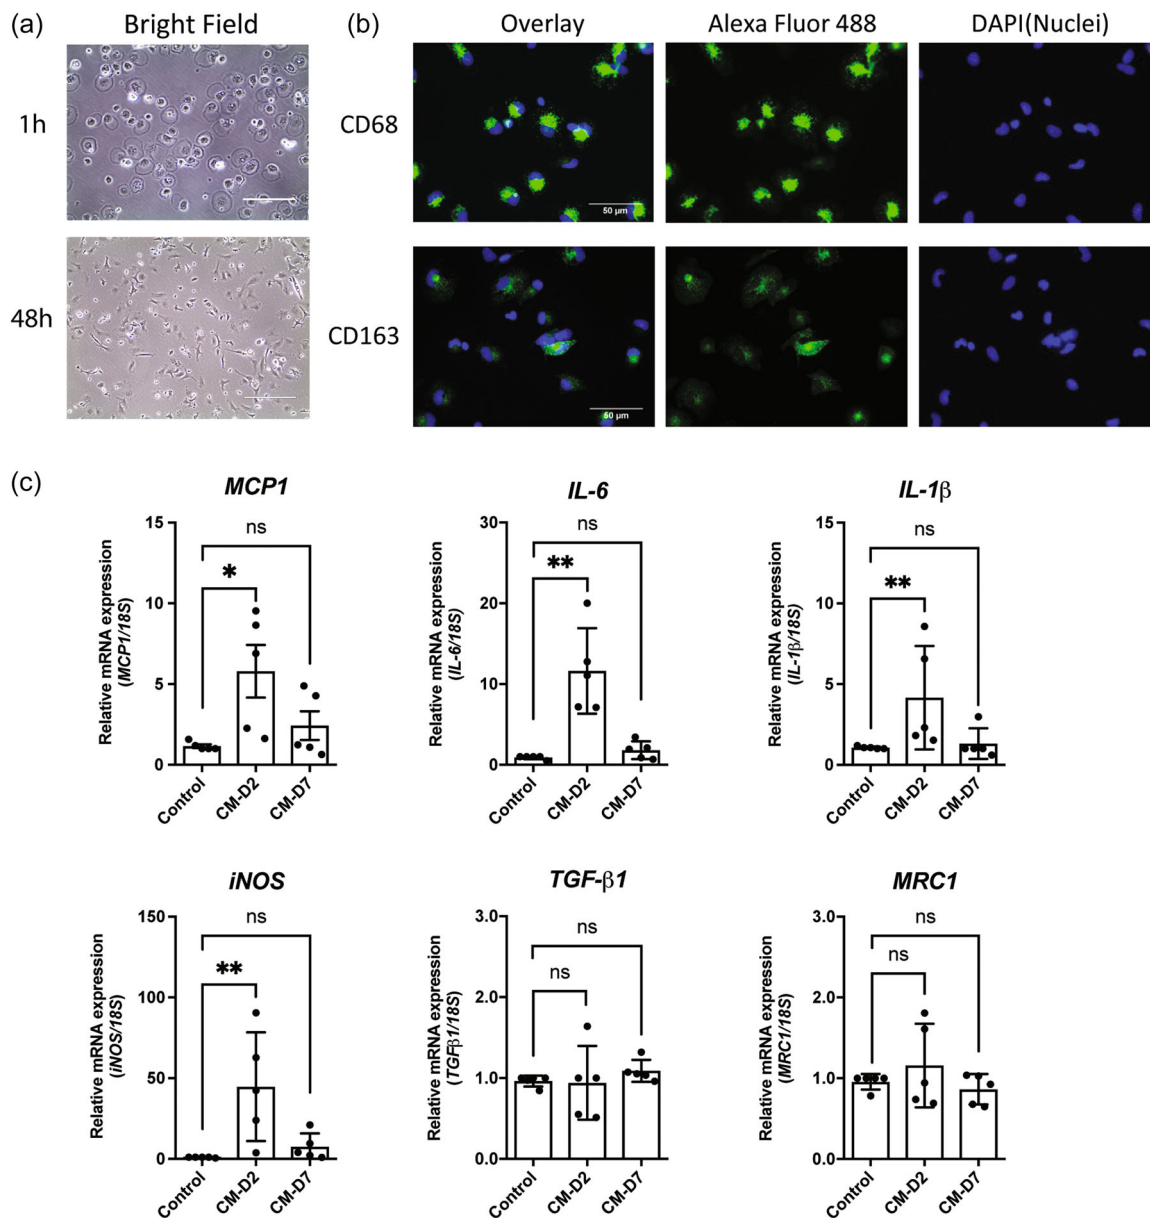 (a)
Bright Field
1h
48h
(b)
Overlay
Alexa Fluor 488
DAPI(Nuclei)
CD68
50 µm
CD163
50 µm
(c)
MCP1
Relative mRNA expression
(MCP1/18S)
15
10
5
0
ns
*
Control
CM-D2
CM-D7
IL-6
Relative mRNA expression
(IL-6/18S)
30
20
10
0
ns
**
Control
CM-D2
CM-D7
IL-1β
Relative mRNA expression
(IL-1β/18S)
15
10
5
0
ns
**
Control
CM-D2
CM-D7
iNOS
Relative mRNA expression
(iNOS/18S)
150
100
50
0
ns
**
Control
CM-D2
CM-D7
TGF-β1
Relative mRNA expression
(TGFβ1/18S)
3.0
2.0
1.0
0.0
ns
ns
Control
CM-D2
CM-D7
MRC1
Relative mRNA expression
(MRC1/18S)
3.0
2.0
1.0
0.0
ns
ns
Control
CM-D2
CM-D7